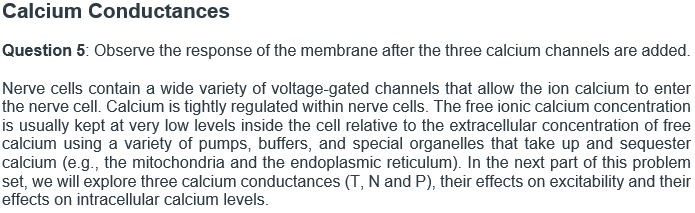 Calcium Conductances
Question 5: Observe the response of the membrane after the three calcium channels are added.
Nerve cells contain a wide variety of voltage-gated channels that allow the ion calcium to enter
the nerve cell. Calcium is tightly regulated within nerve cells. The free ionic calcium concentration
is usually kept at very low levels inside the cell relative to the extracellular concentration of free
calcium using a variety of pumps, buffers, and special organelles that take up and sequester
calcium (e.g., the mitochondria and the endoplasmic reticulum). In the next part of this problem
set, we will explore three calcium conductances (T, N and P), their effects on excitability and their
effects on intracellular calcium levels.